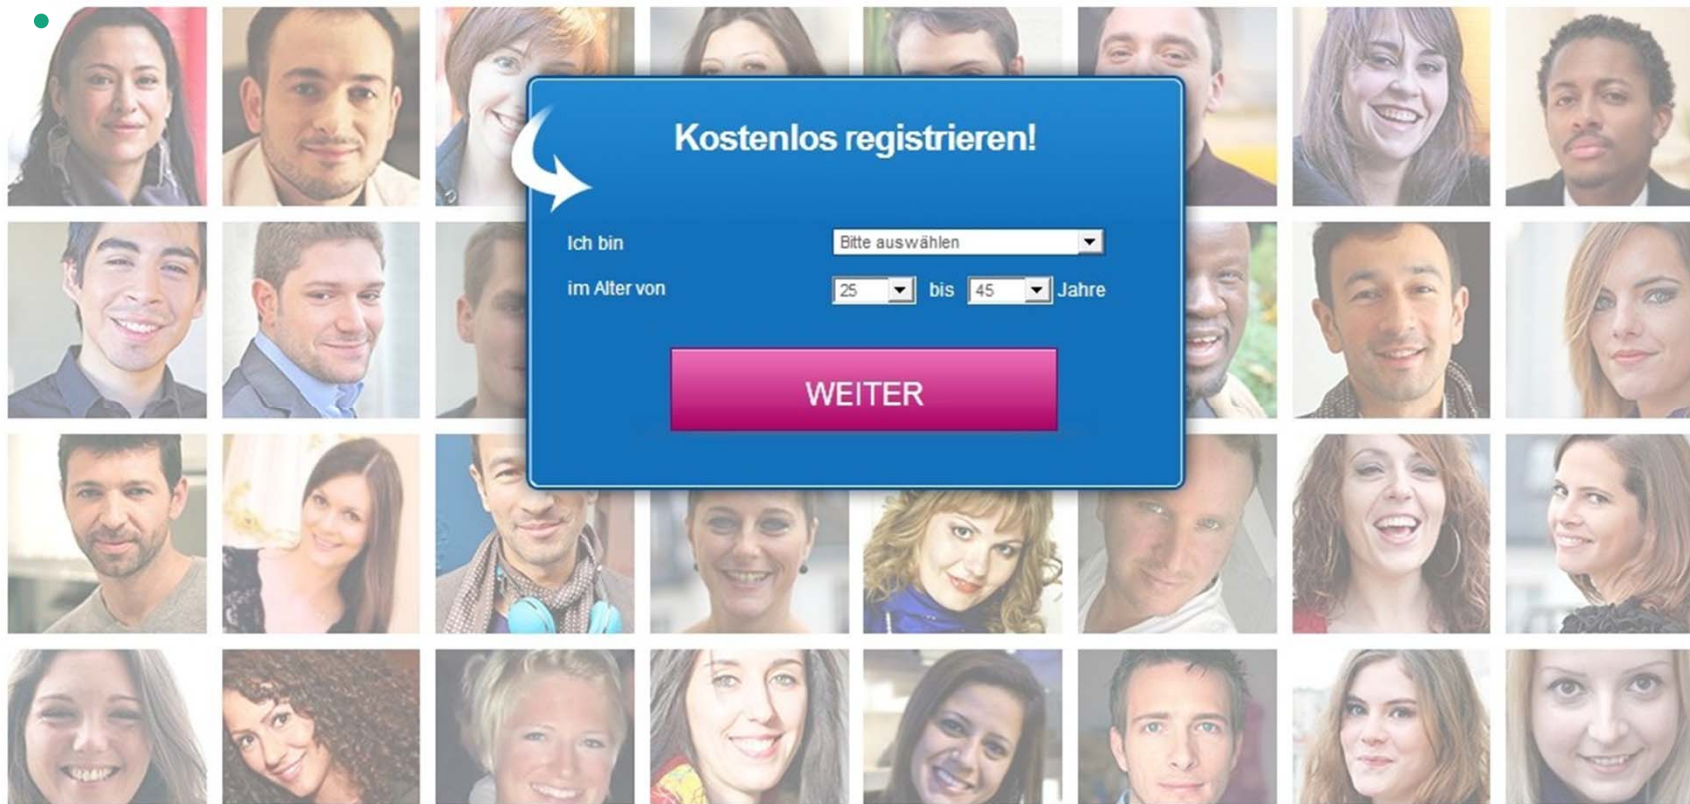 Kostenlos registrieren!
Ich bin Bitte auswählen
im Alter von 25 bis 45 Jahre
WEITER